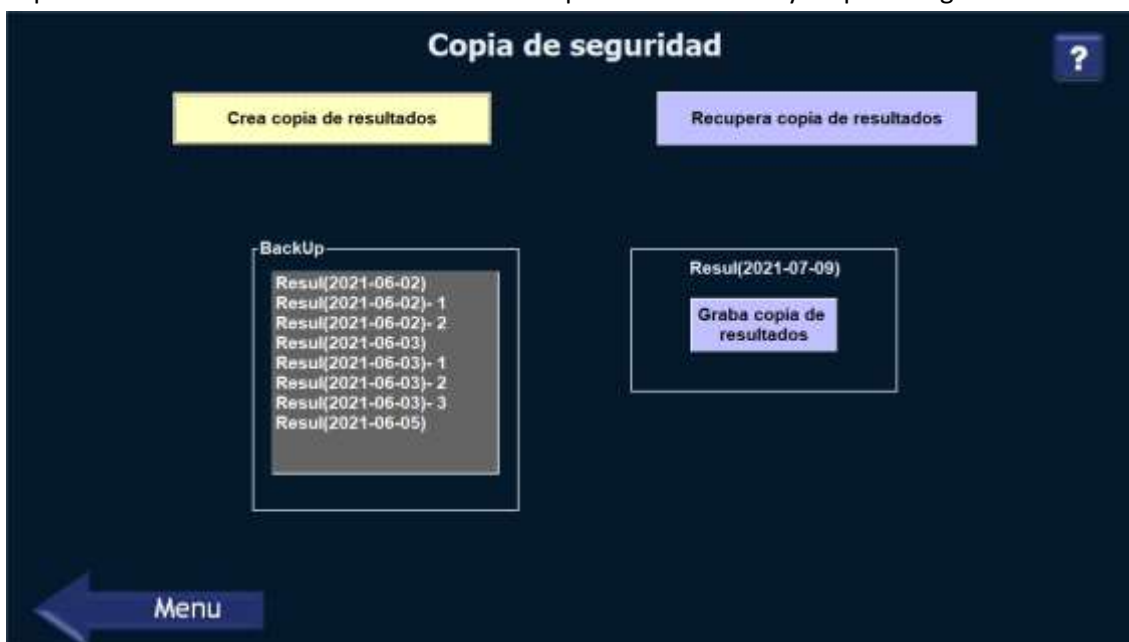 Copia de seguridad
?
Crea copia de resultados
Recupera copia de resultados
BackUp
Resul(2021-06-02)
Resul(2021-06-02)- 1
Resul(2021-06-02)- 2
Resul(2021-06-03)
Resul(2021-06-03)- 1
Resul(2021-06-03)- 2
Resul(2021-06-03)- 3
Resul(2021-06-05)
Resul(2021-07-09)
Graba copia de
resultados
Menu